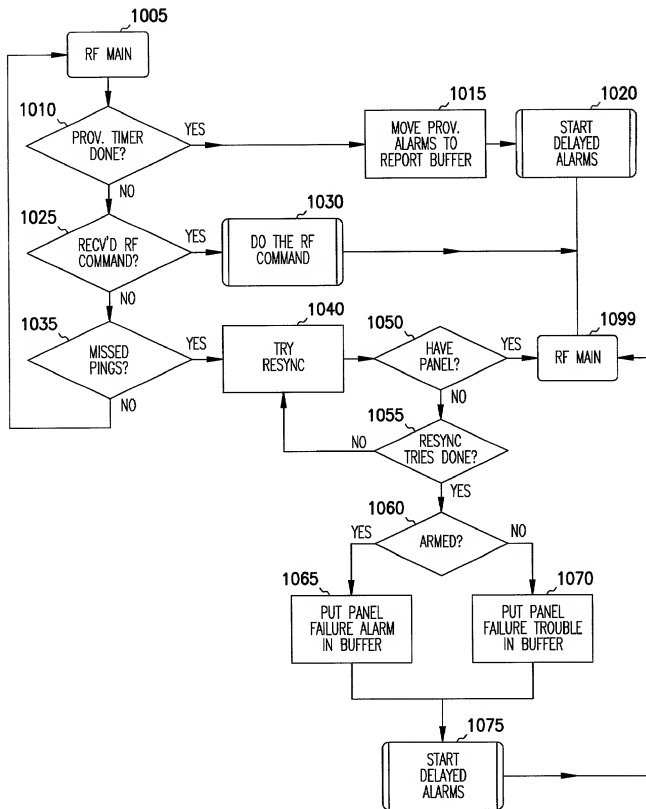 1005
RF MAIN
1010
PROV. TIMER
DONE?
YES
NO
1015
MOVE PROV.
ALARMS TO
REPORT BUFFER
1020
START
DELAYED
ALARMS
1025
RECV'D RF
COMMAND?
YES
NO
1030
DO THE RF
COMMAND
1035
MISSED
PINGS?
YES
NO
1040
TRY
RESYNC
1050
HAVE
PANEL?
YES
NO
1099
RF MAIN
1055
RESYNC
TRIES DONE?
NO
YES
1060
ARMED?
YES
NO
1065
PUT PANEL
FAILURE ALARM
IN BUFFER
1070
PUT PANEL
FAILURE TROUBLE
IN BUFFER
1075
START
DELAYED
ALARMS